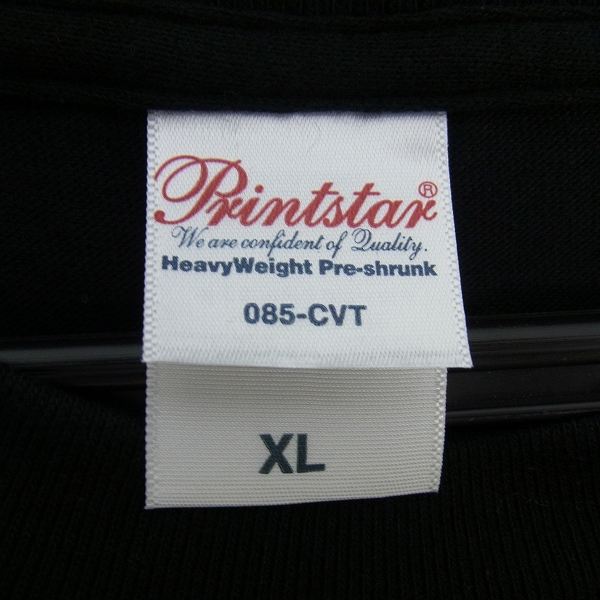 Printstar®
We are confident of Quality.
HeavyWeight Pre-shrunk
085-CVT
XL